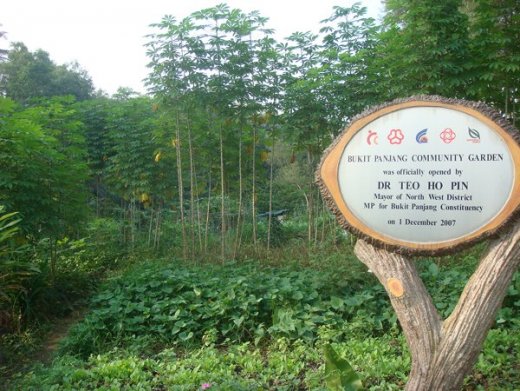 BUKIT PANJANG COMMUNITY GARDEN
was officially opened by
DR TEO HO PIN
Mayor of North West District
MP for Bukit Panjang Constituency
on 1 December 2007